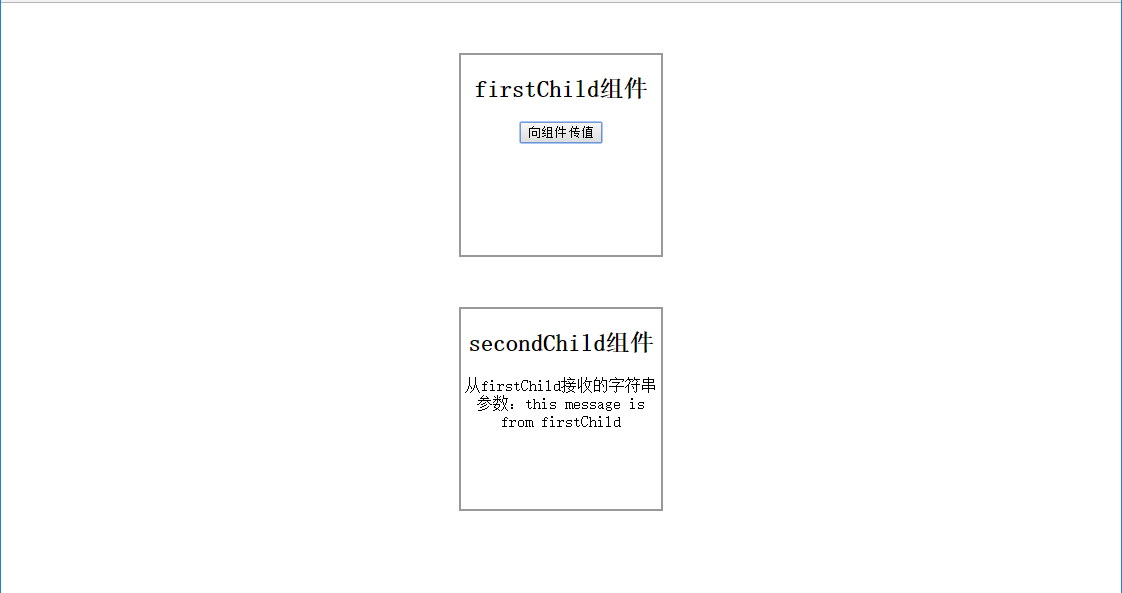 firstChild组件
向组件传值
secondChild组件
从firstChild接收的字符串
参数：this message is
from firstChild